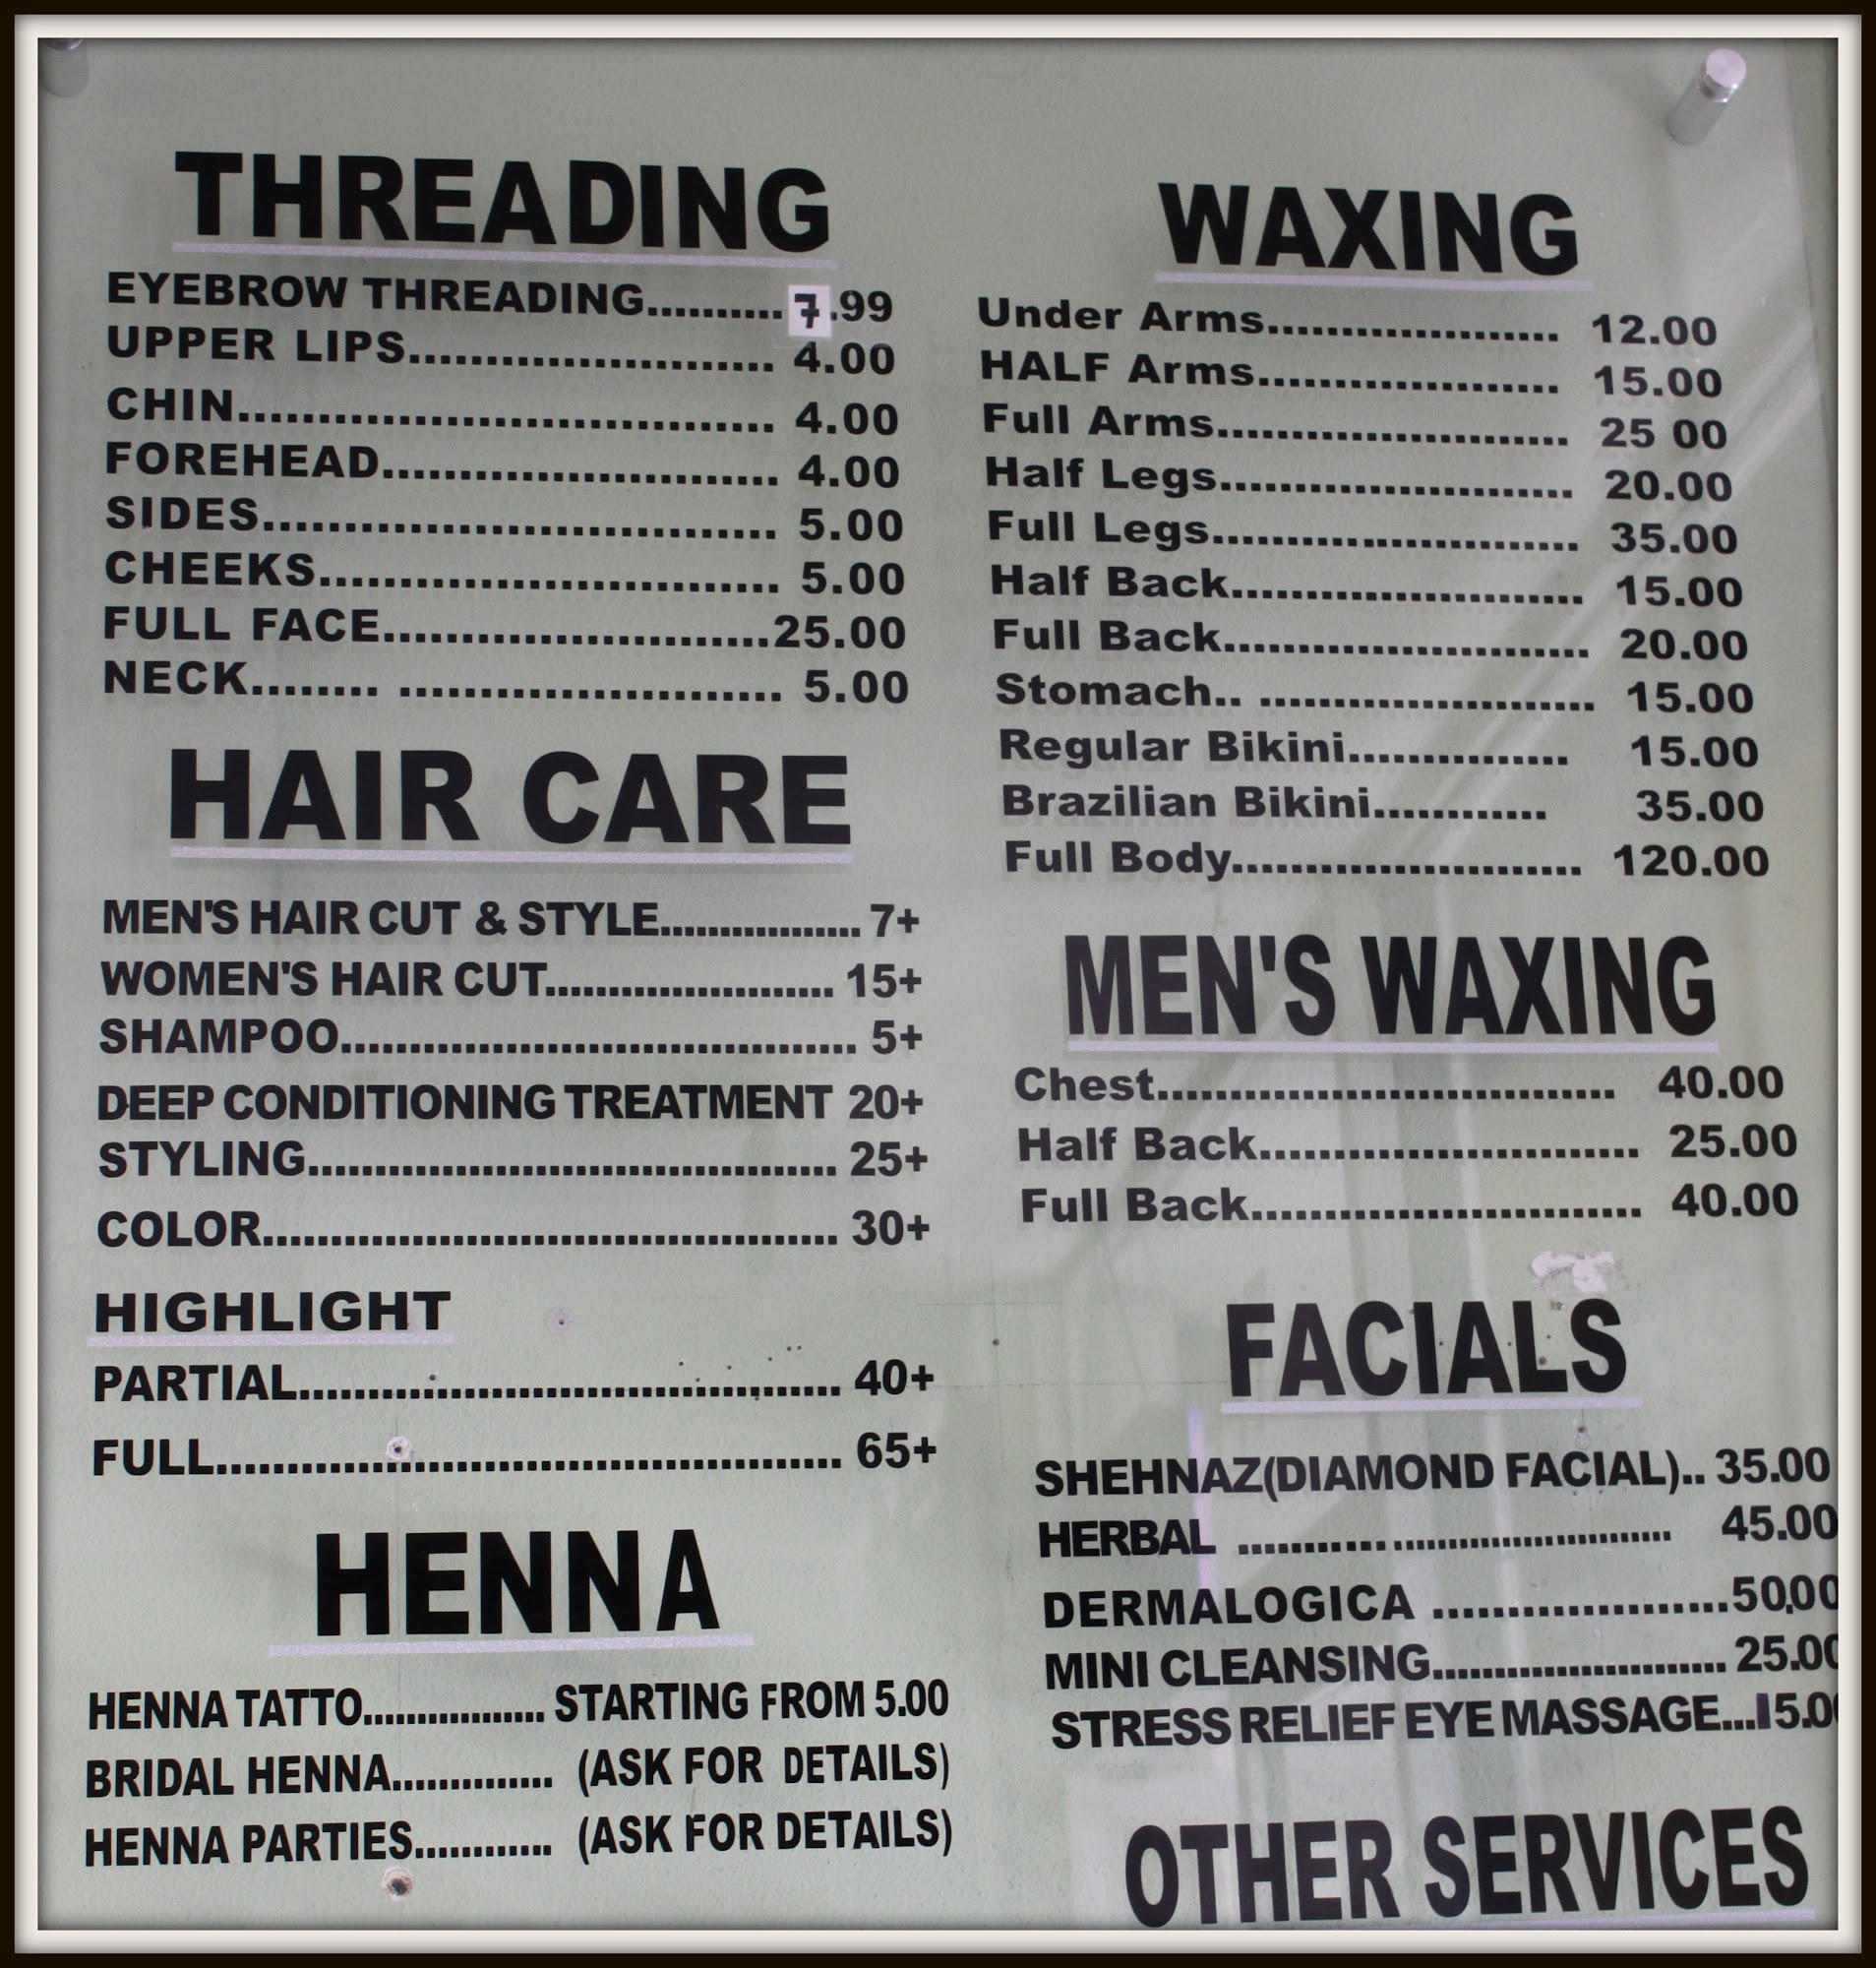 THREADING
EYEBROW THREADING.......... 7.99
UPPER LIPS........................ 4.00
CHIN.................................. 4.00
FOREHEAD......................... 4.00
SIDES................................ 5.00
CHEEKS............................. 5.00
FULL FACE.........................25.00
NECK........ ......................... 5.00
HAIR CARE
MEN'S HAIR CUT & STYLE................. 7+
WOMEN'S HAIR CUT........................ 15+
SHAMPOO...................................... 5+
DEEP CONDITIONING TREATMENT 20+
STYLING....................................... 25+
COLOR.......................................... 30+
HIGHLIGHT
PARTIAL........................................ 40+
FULL............................................. 65+
HENNA
HENNA TATTO................. STARTING FROM 5.00
BRIDAL HENNA.............. (ASK FOR DETAILS)
HENNA PARTIES............ (ASK FOR DETAILS)
WAXING
Under Arms.................... 12.00
HALF Arms..................... 15.00
Full Arms........................ 25 00
Half Legs........................ 20.00
Full Legs......................... 35.00
Half Back........................ 15.00
Full Back......................... 20.00
Stomach.. ....................... 15.00
Regular Bikini............... 15.00
Brazilian Bikini............ 35.00
Full Body........................ 120.00
MEN'S WAXING
Chest............................... 40.00
Half Back.......................... 25.00
Full Back........................... 40.00
FACIALS
SHEHNAZ(DIAMOND FACIAL).. 35.00
HERBAL ....................................... 45.00
DERMALOGICA ......................50.00
MINI CLEANSING......................... 25.00
STRESS RELIEF EYE MASSAGE...15.00
OTHER SERVICES